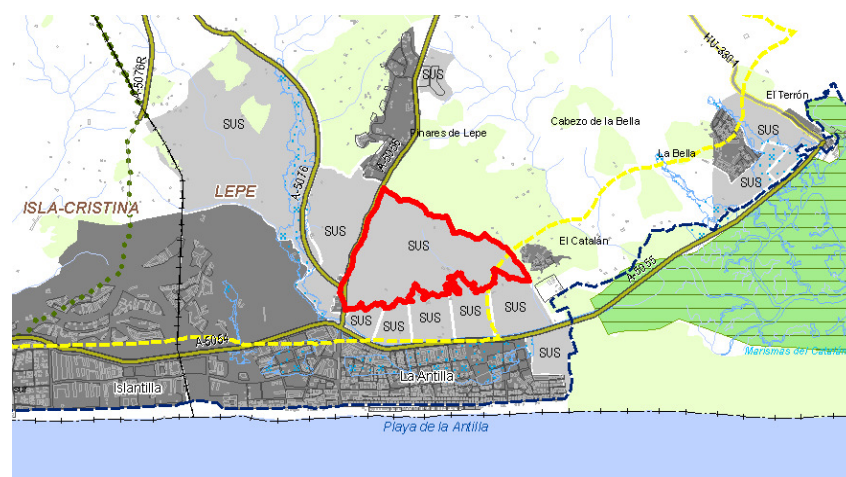 A-5076R
SUS
SUS
A-5076
A-5056
Pinares de Lepe
Cabezo de la Bella
HU-3301
El Terrón
SUS
La Bella
SUS
ISLA-CRISTINA
LEPE
SUS
SUS
El Catalán
A-5055
SUS
SUS
SUS
SUS
SUS
A-5054
SUS
Marismas del Catalán
Islantilla
La Antilla
Playa de la Antilla